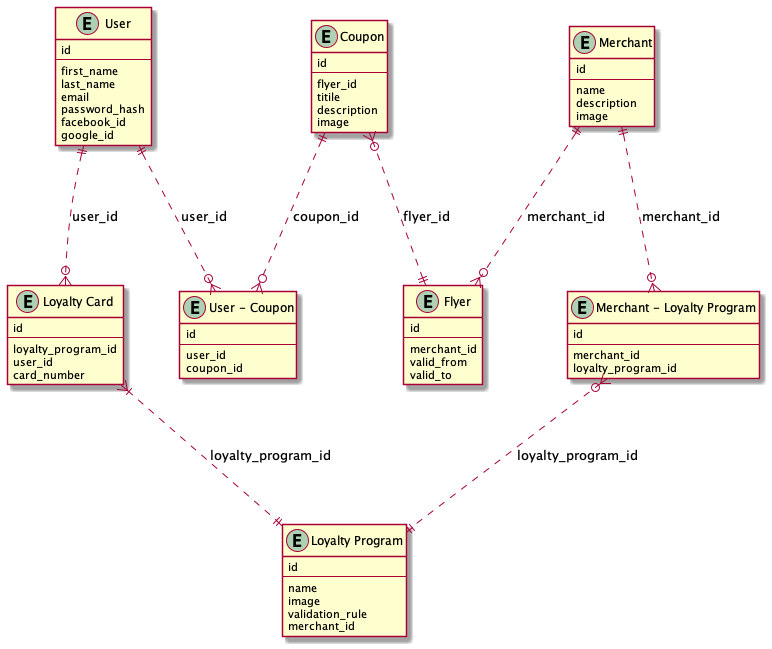 E User
id
first_name
last_name
email
password_hash
facebook_id
google_id
E Coupon
id
flyer_id
titile
description
image
E Merchant
id
name
description
image
user_id
user_id
coupon_id
flyer_id
merchant_id
merchant_id
E Loyalty Card
id
loyalty_program_id
user_id
card_number
E User - Coupon
id
user_id
coupon_id
E Flyer
id
merchant_id
valid_from
valid_to
E Merchant - Loyalty Program
id
merchant_id
loyalty_program_id
loyalty_program_id
loyalty_program_id
E Loyalty Program
id
name
image
validation_rule
merchant_id